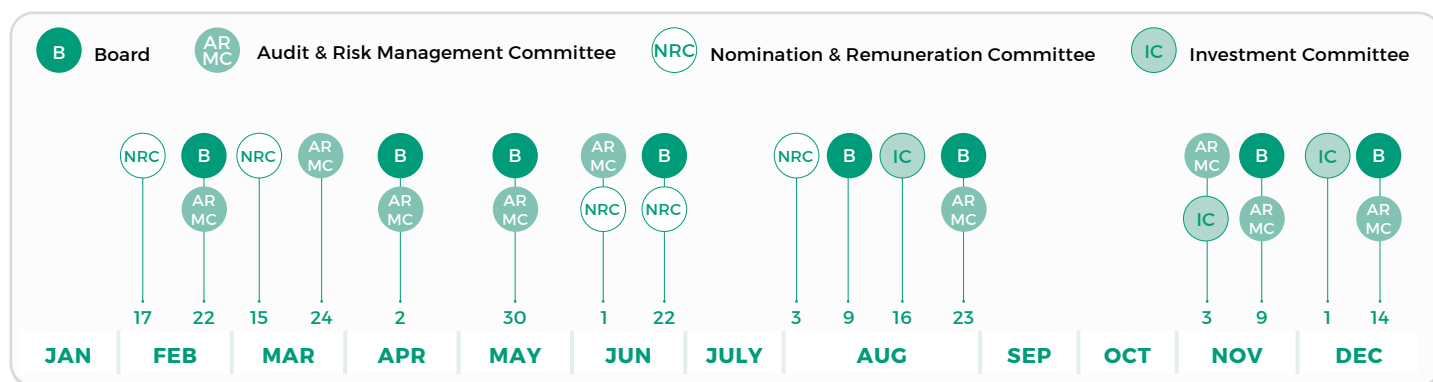 B Board
AR
MC Audit & Risk Management Committee
NRC Nomination & Remuneration Committee
IC Investment Committee
NRC B NRC AR
MC B B AR
MC B NRC B IC B AR
MC B IC B
AR
MC AR
MC AR
MC NRC NRC AR
MC IC AR
MC AR
MC
17 22 15 24 2 30 1 22 3 9 16 23 3 9 1 14
JAN FEB MAR APR MAY JUN JULY AUG SEP OCT NOV DEC